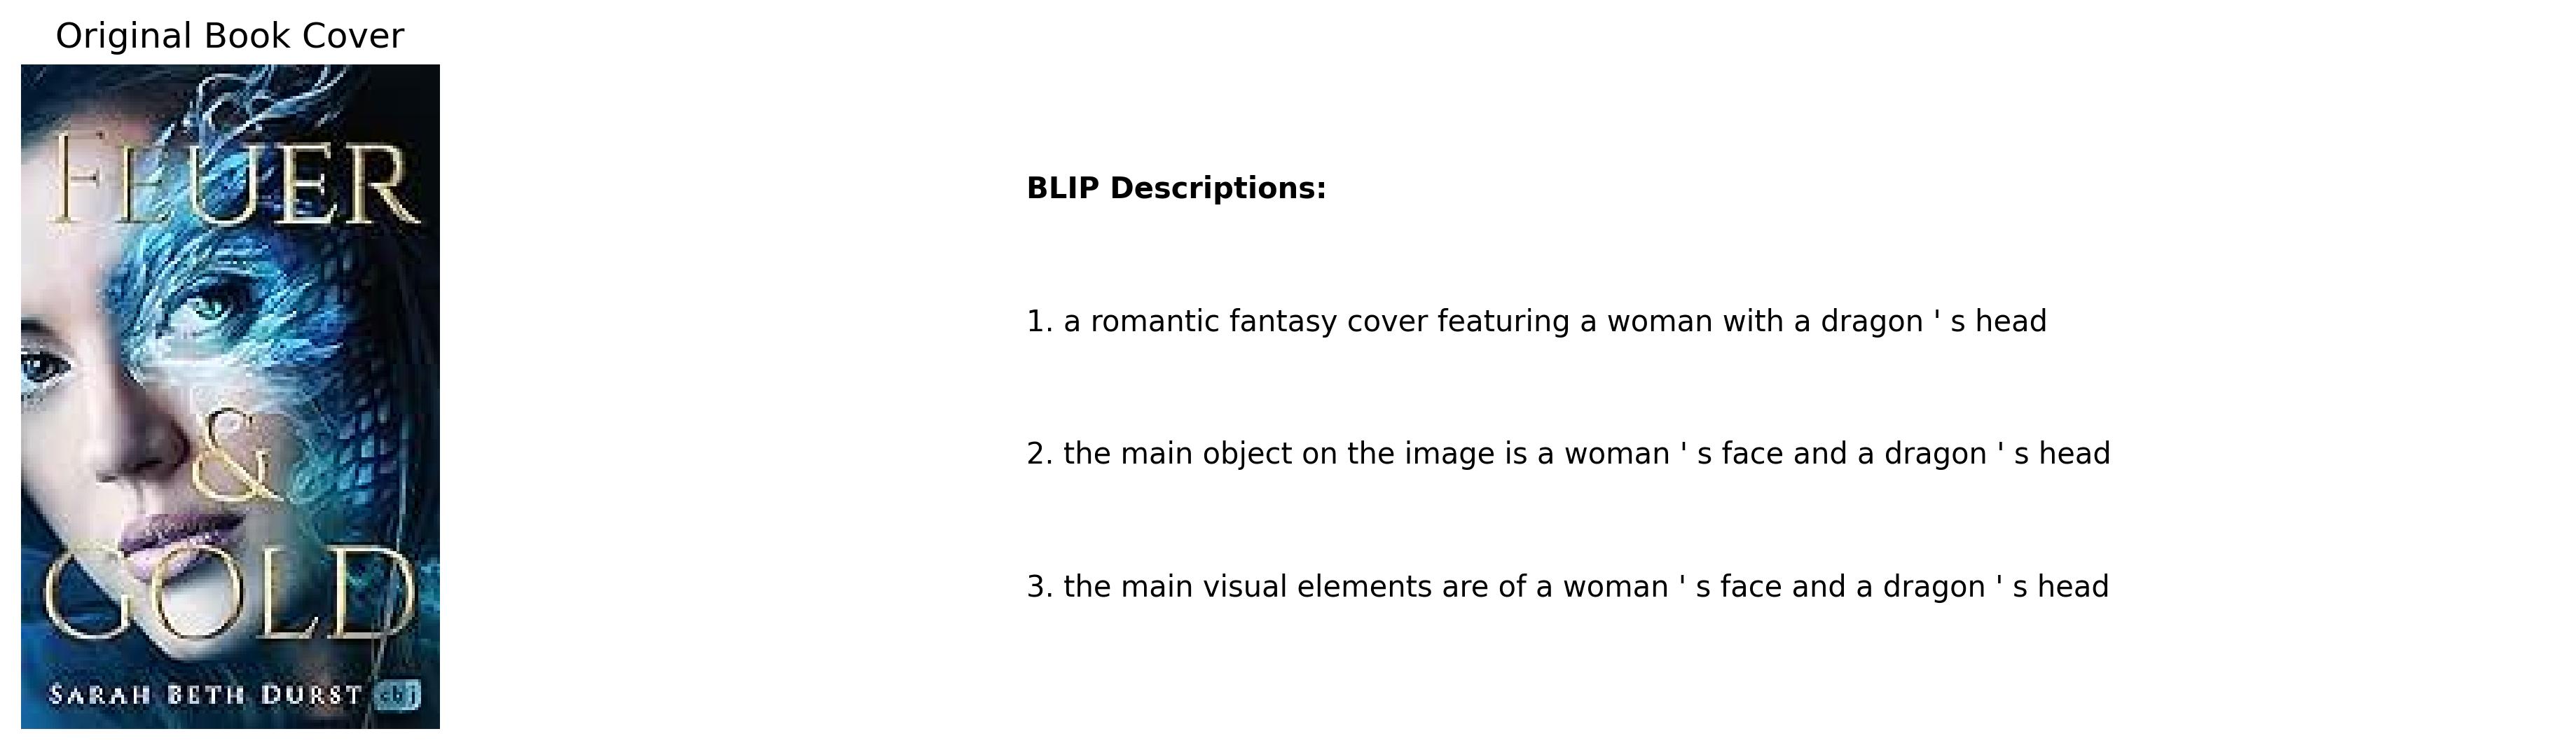 Original Book Cover
FEUER
&
GOLD
SARAH BETH DURST cbj
BLIP Descriptions:
1. a romantic fantasy cover featuring a woman with a dragon ' s head
2. the main object on the image is a woman ' s face and a dragon ' s head
3. the main visual elements are of a woman ' s face and a dragon ' s head